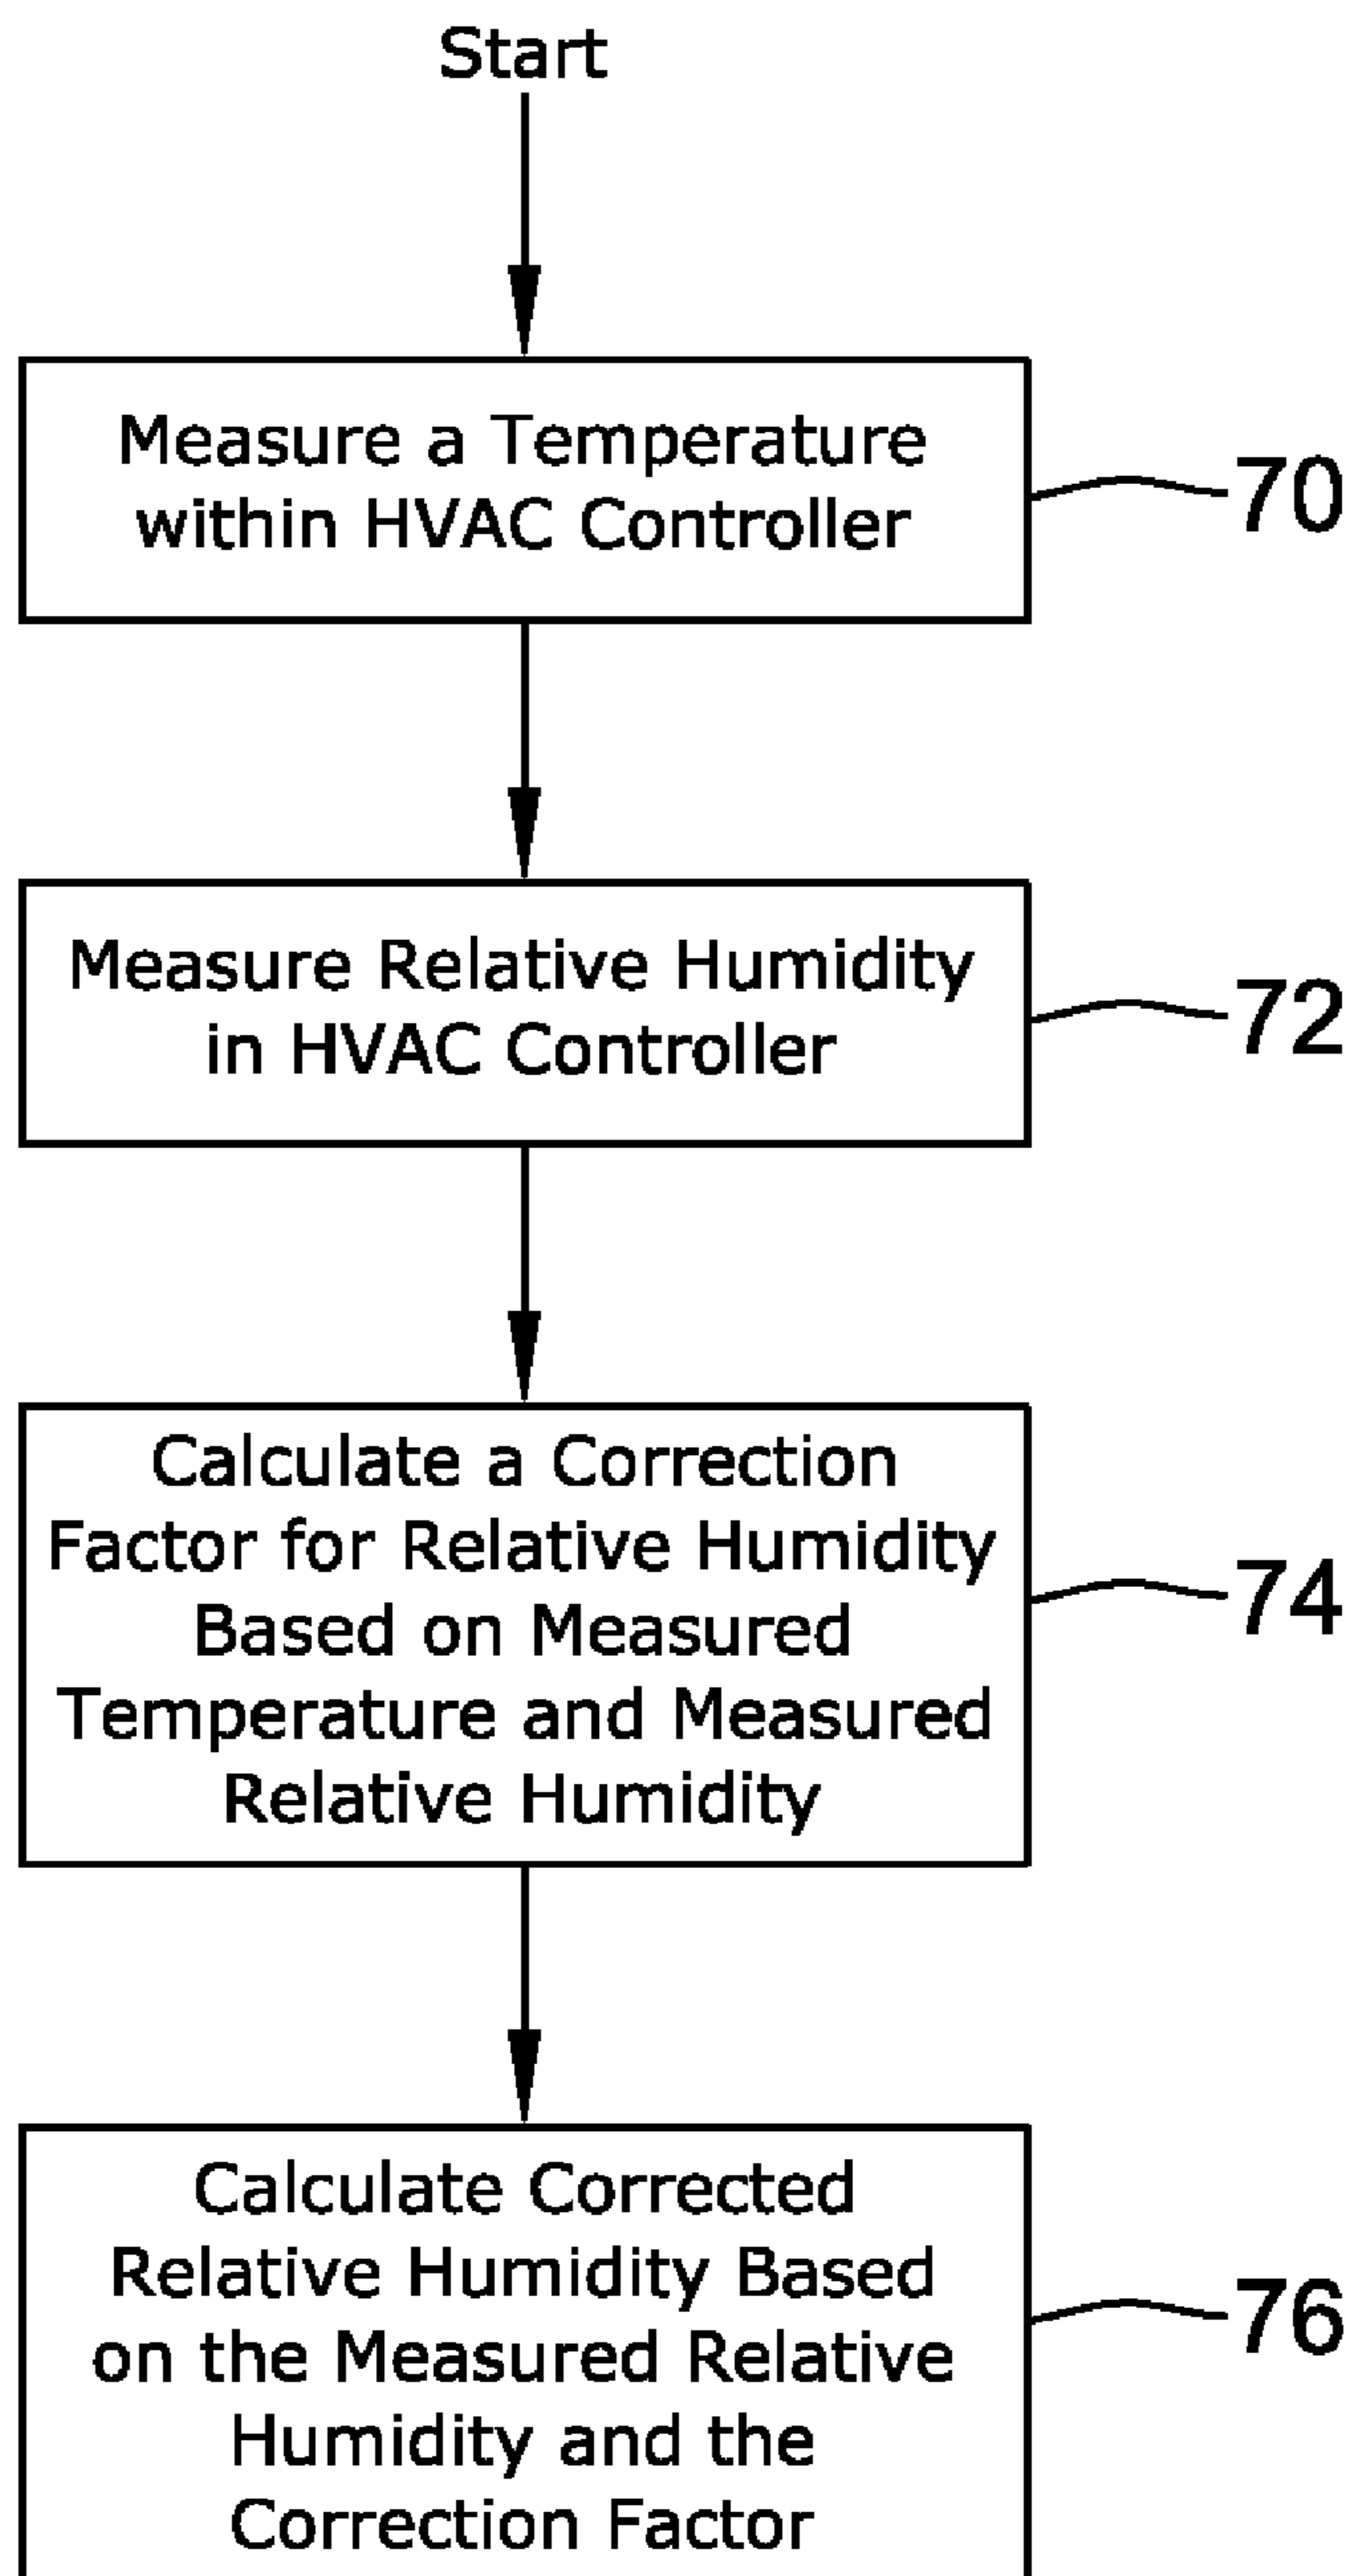 Start
Measure a Temperature
within HVAC Controller
70
Measure Relative Humidity
in HVAC Controller
72
Calculate a Correction
Factor for Relative Humidity
Based on Measured
Temperature and Measured
Relative Humidity
74
Calculate Corrected
Relative Humidity Based
on the Measured Relative
Humidity and the
Correction Factor
76